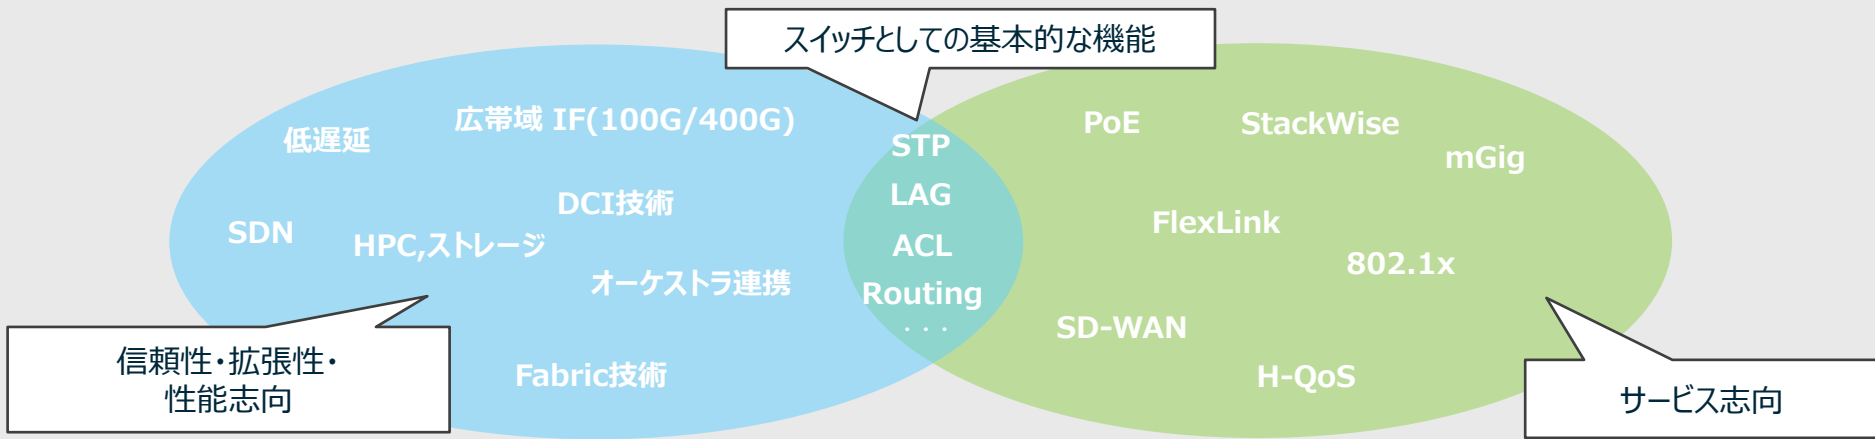 スイッチとしての基本的な機能
低遅延
広帯域 IF(100G/400G)
DCI技術
SDN
HPC,ストレージ
オーケストラ連携
Fabric技術
信頼性・拡張性・
性能志向
STP
LAG
ACL
Routing
・・・
PoE
StackWise
mGig
FlexLink
802.1x
SD-WAN
H-QoS
サービス志向